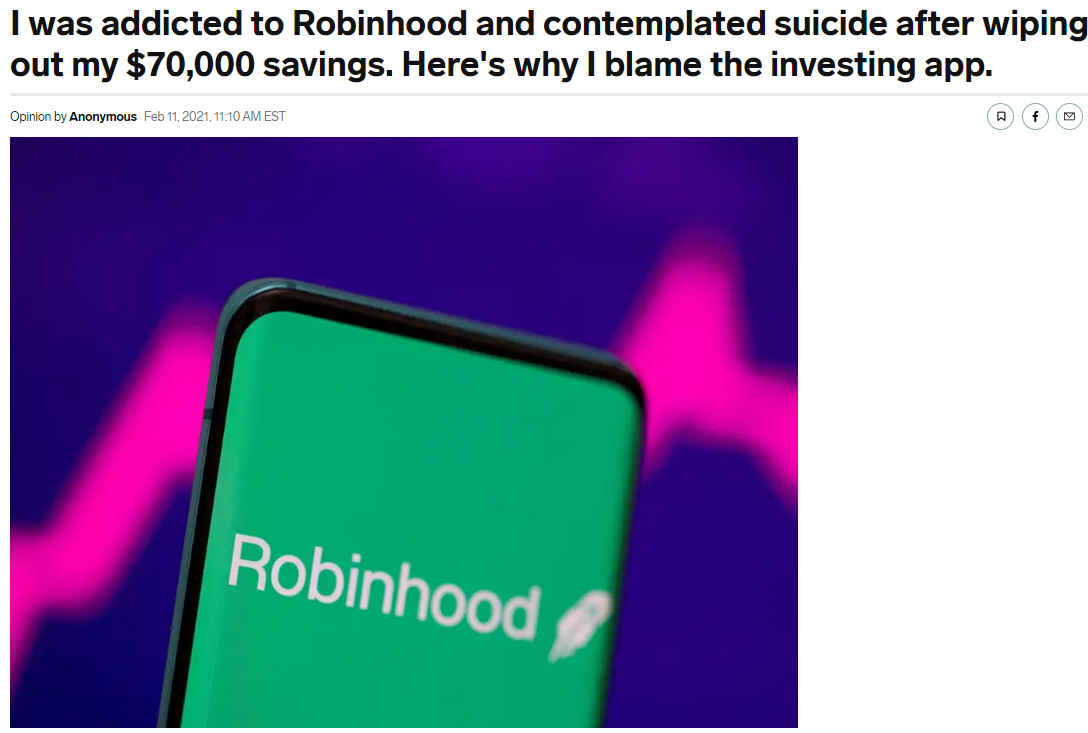 I was addicted to Robinhood and contemplated suicide after wiping
out my $70,000 savings. Here's why I blame the investing app.
Opinion by Anonymous Feb 11, 2021, 11:10 AM EST
f
Robinhood